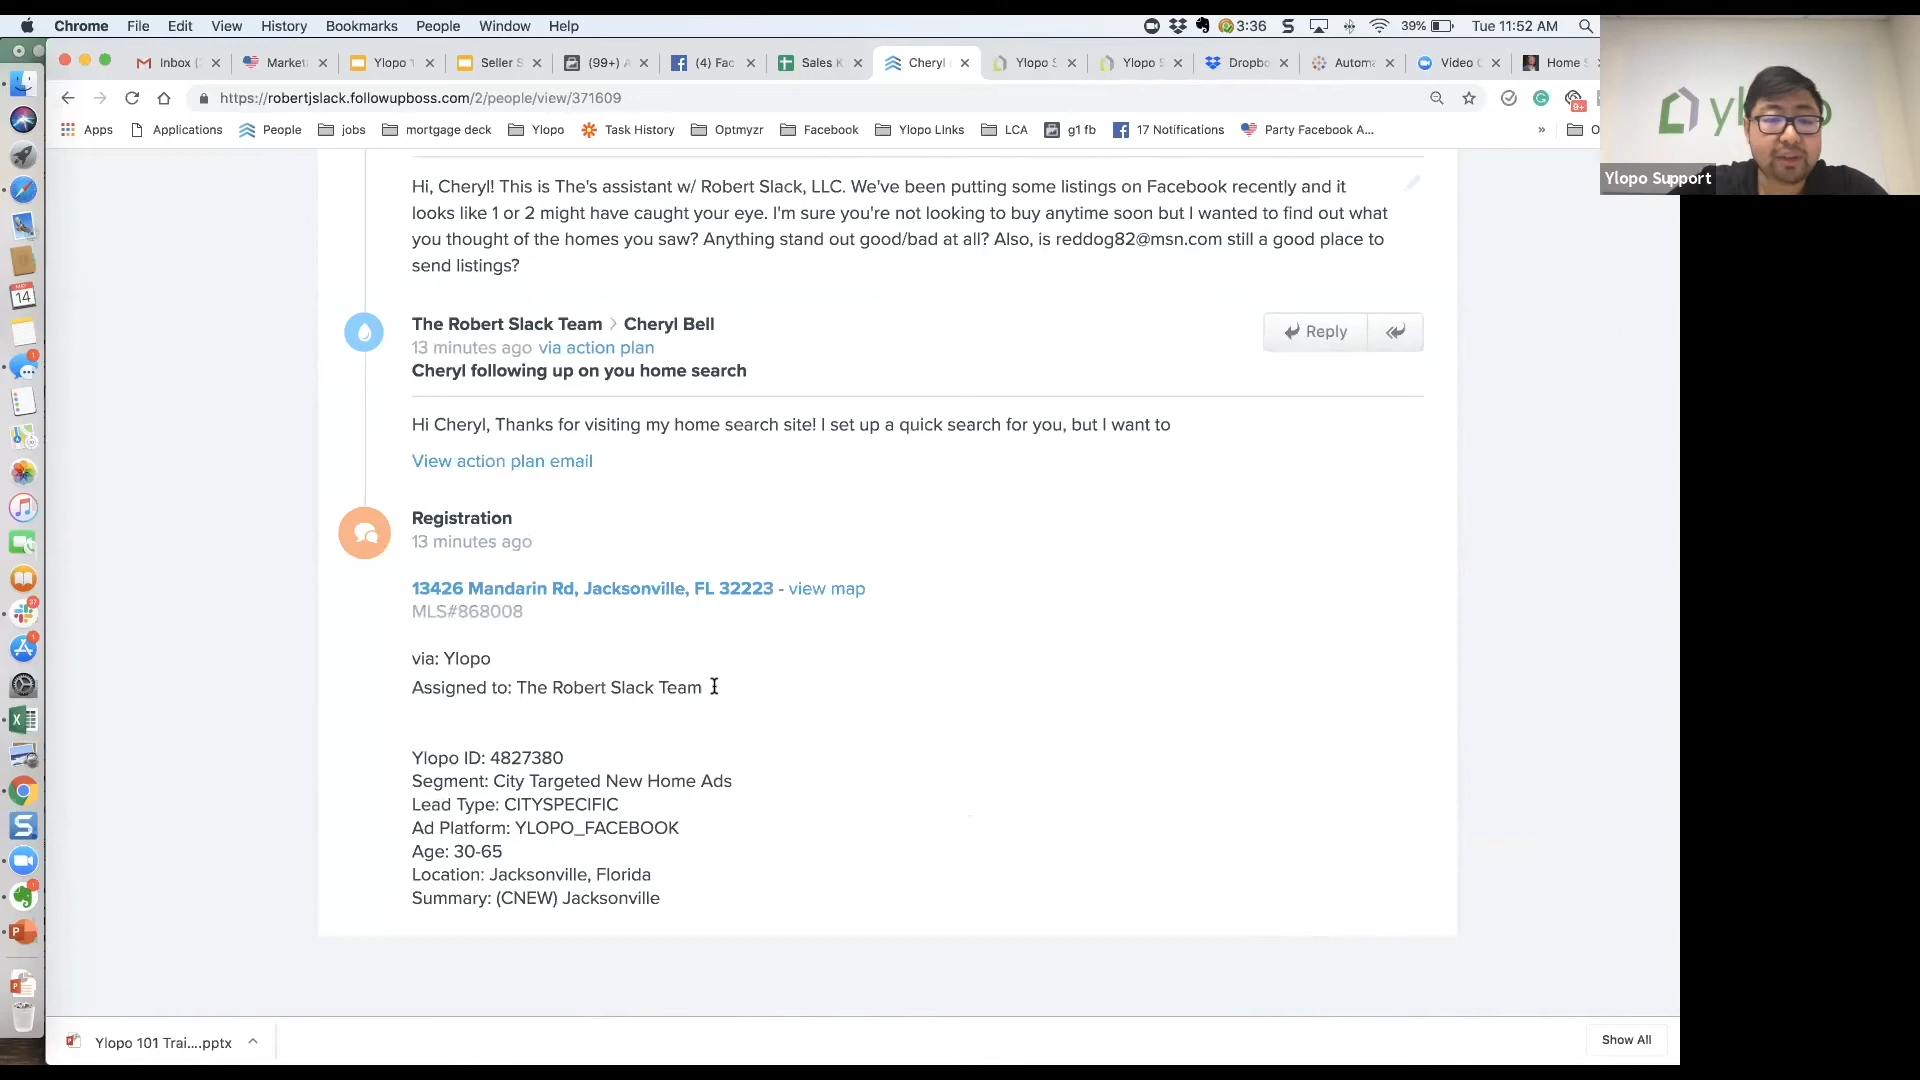 Chrome File Edit View History Bookmarks People Window Help 3:36 39% Tue 11:52 AM
Inbox ( Market Ylopo Seller S (99+) A (4) Fac Sales K Cheryl Ylopo S Ylopo S Dropbo Automa Video C Home S
https://robertjslack.followupboss.com/2/people/view/371609 9+
Apps Applications People jobs mortgage deck Ylopo Task History Optmyzr Facebook Ylopo LInks LCA g1 fb 17 Notifications Party Facebook A... »
ylopo
Ylopo Support
Hi, Cheryl! This is The's assistant w/ Robert Slack, LLC. We've been putting some listings on Facebook recently and it
looks like 1 or 2 might have caught your eye. I'm sure you're not looking to buy anytime soon but I wanted to find out what
you thought of the homes you saw? Anything stand out good/bad at all? Also, is reddog82@msn.com still a good place to
send listings?
The Robert Slack Team > Cheryl Bell
Reply
13 minutes ago via action plan
Cheryl following up on you home search
Hi Cheryl, Thanks for visiting my home search site! I set up a quick search for you, but I want to
View action plan email
Registration
13 minutes ago
13426 Mandarin Rd, Jacksonville, FL 32223 - view map
MLS#868008
via: Ylopo
Assigned to: The Robert Slack Team
Ylopo ID: 4827380
Segment: City Targeted New Home Ads
Lead Type: CITYSPECIFIC
Ad Platform: YLOPO_FACEBOOK
Age: 30-65
Location: Jacksonville, Florida
Summary: (CNEW) Jacksonville
Ylopo 101 Trai....pptx
Show All